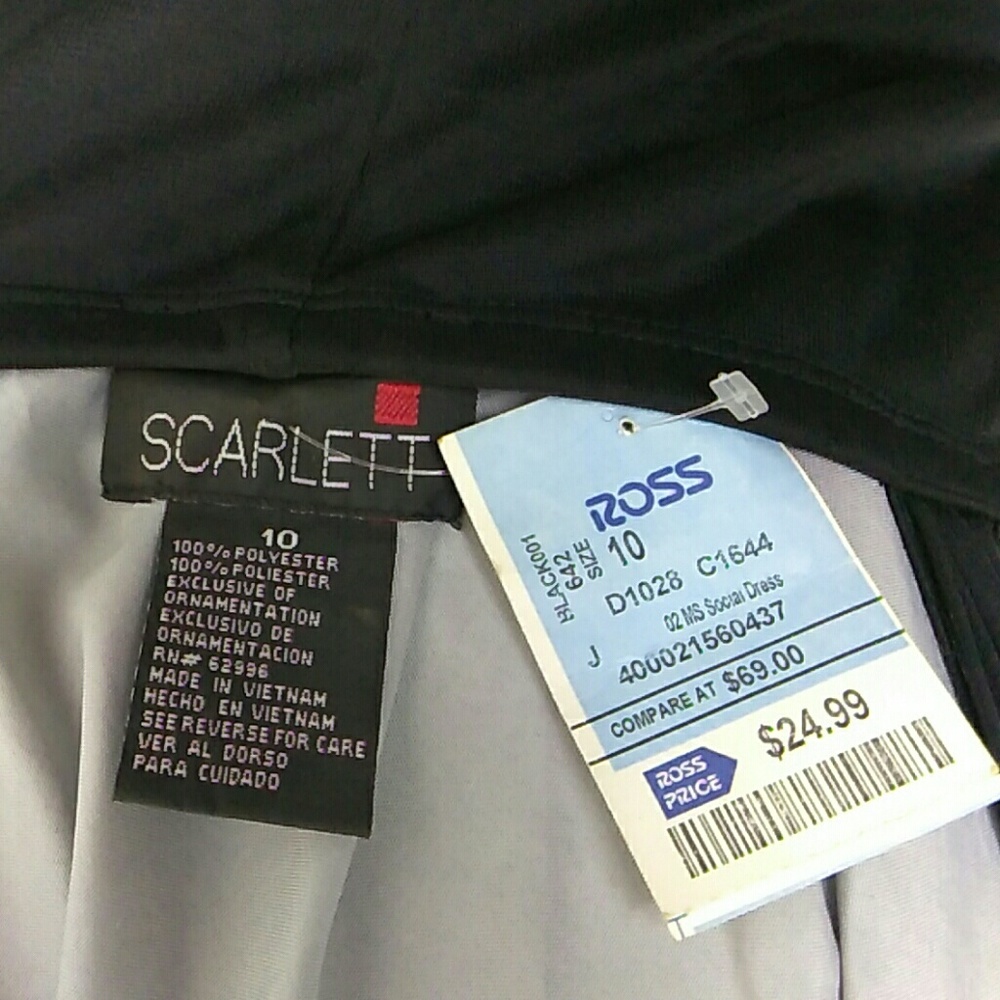 SCARLETT
10
100% POLYESTER
100% POLIESTER
EXCLUSIVE OF
ORNAMENTATION
EXCLUSIVO DE
ORNAMENTACION
RN# 62996
MADE IN VIETNAM
HECHO EN VIETNAM
SEE REVERSE FOR CARE
VER AL DORSO
PARA CUIDADO
ROSS
BLACK001
642
SIZE
10
D1028 C1644
02 MS Social Dress
J 400021560437
COMPARE AT $69.00
$24.99
ROSS
PRICE